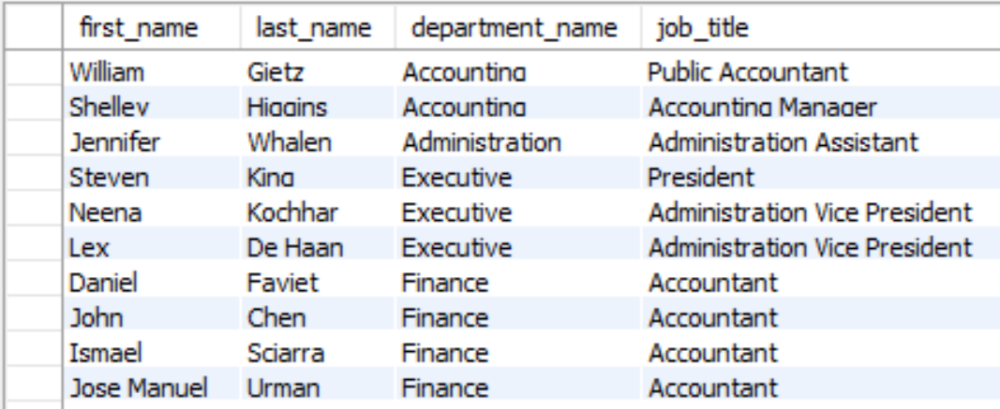 first_name last_name department_name job_title
William Gietz Accounting Public Accountant
Shelley Higgins Accounting Accounting Manager
Jennifer Whalen Administration Administration Assistant
Steven King Executive President
Neena Kochhar Executive Administration Vice President
Lex De Haan Executive Administration Vice President
Daniel Faviet Finance Accountant
John Chen Finance Accountant
Ismael Sciarra Finance Accountant
Jose Manuel Urman Finance Accountant